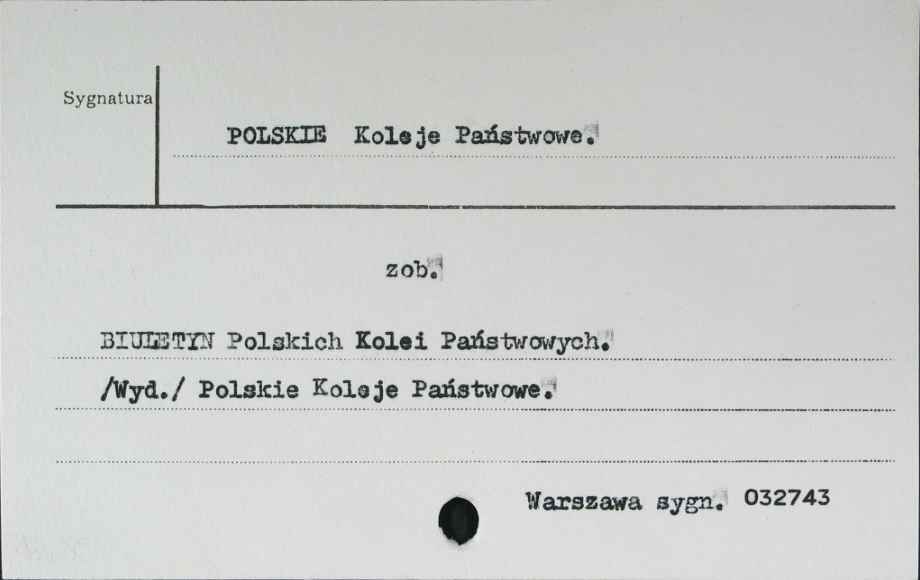 Sygnatura
POLSKIE Koleje Państwowe.
zob.
BIULETYN Polskich Kolei Państwowych.
/Wyd./ Polskie Koleje Państwowe.
Warszawa sygn. 032743